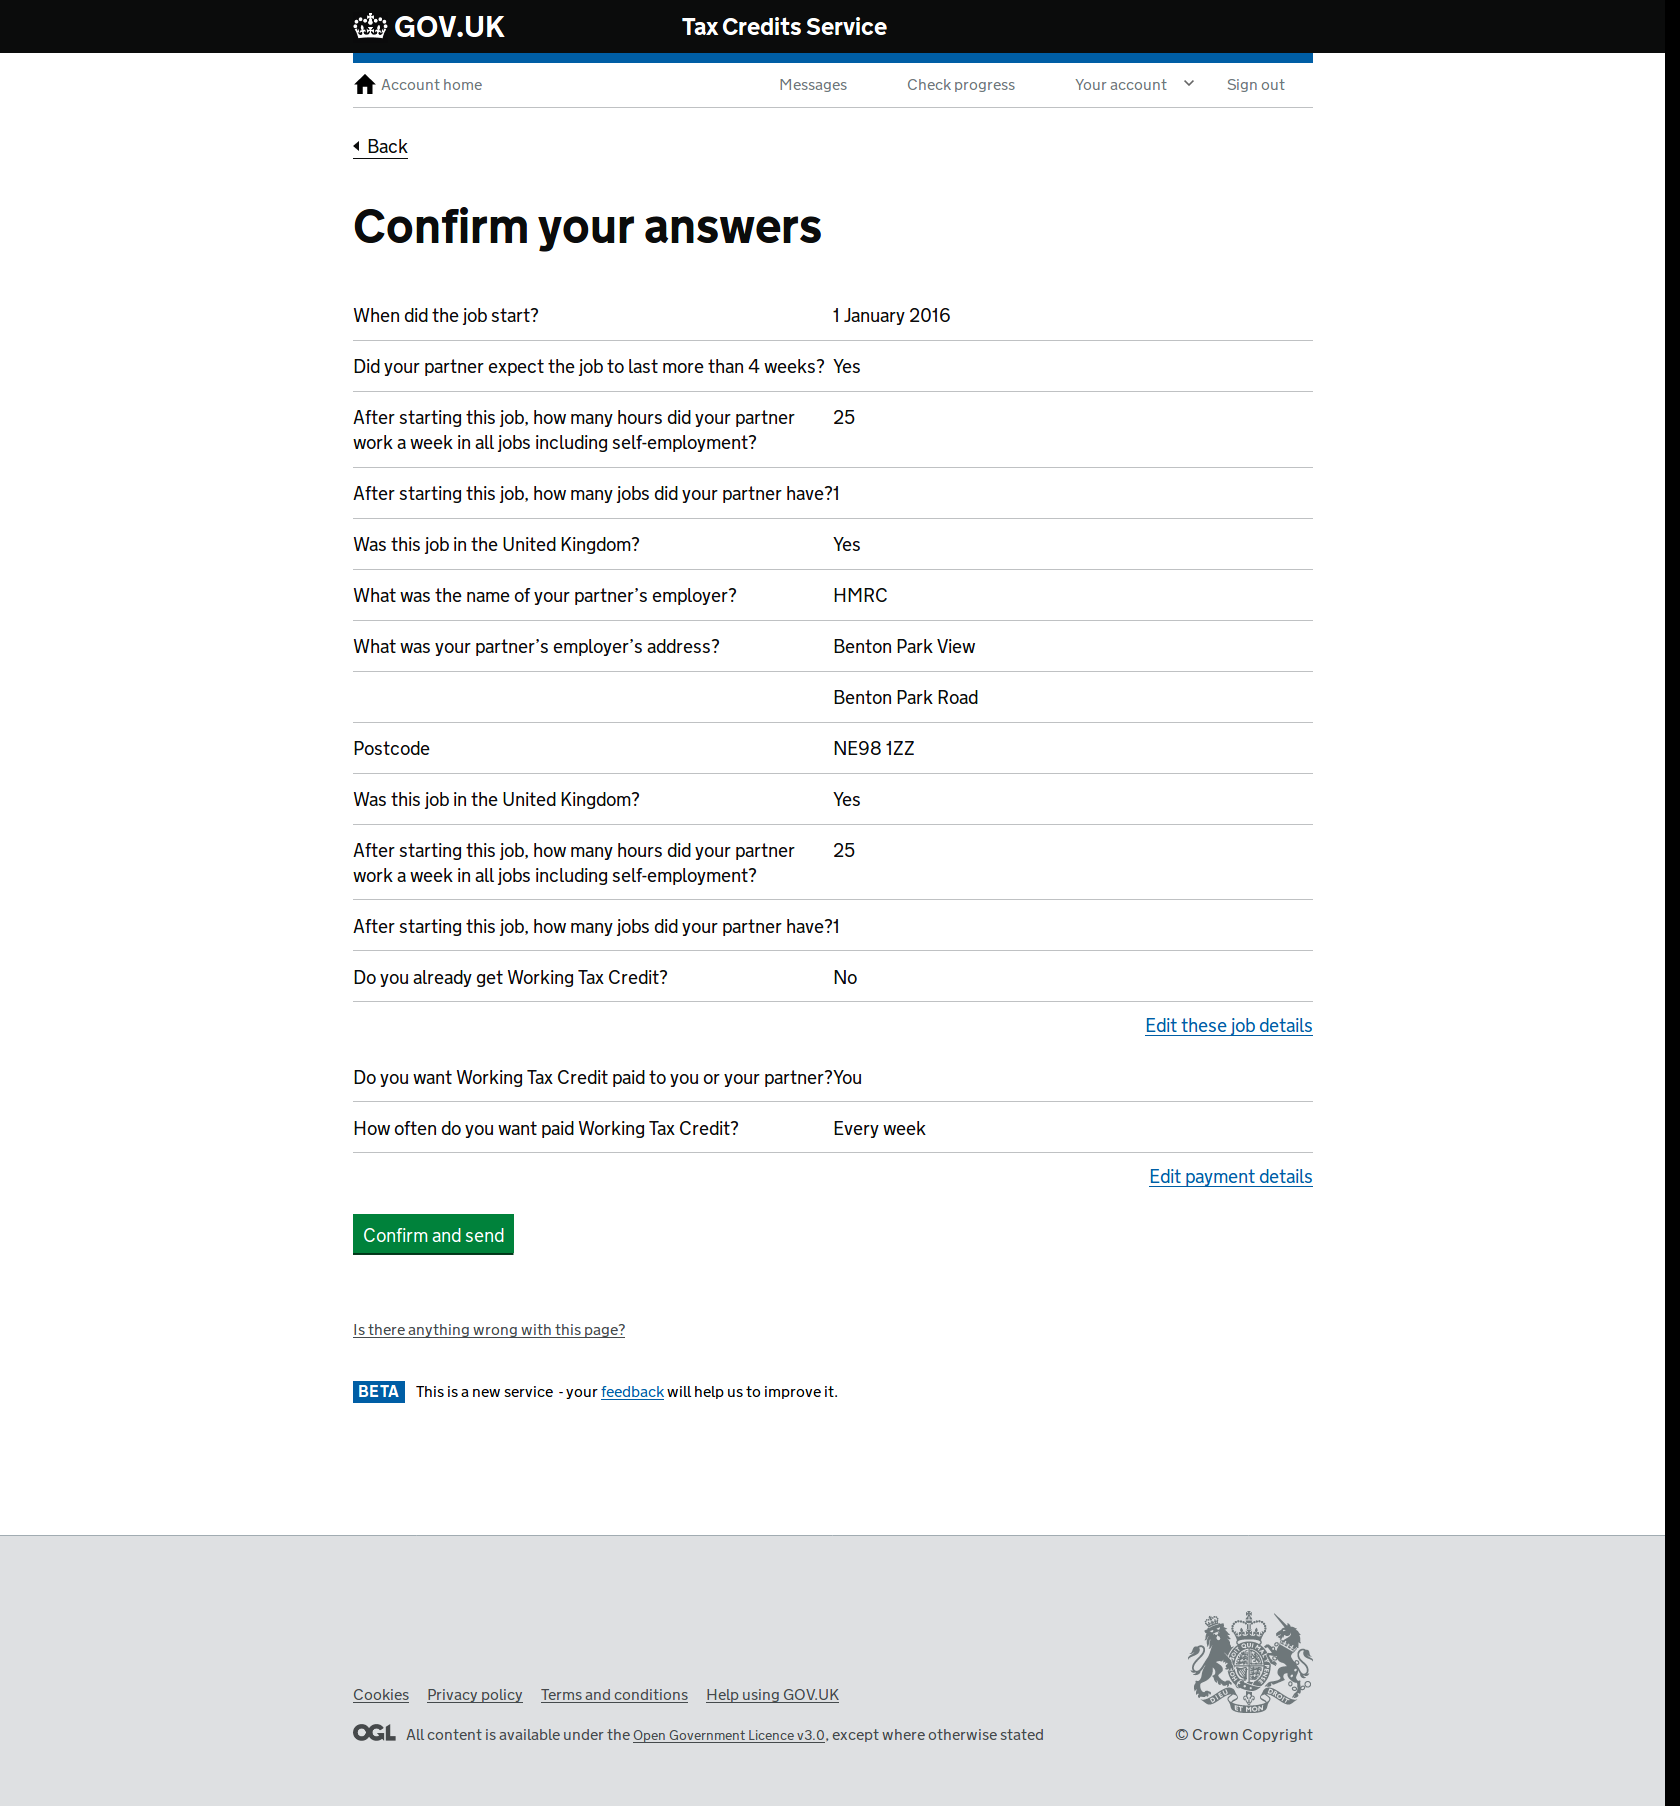 GOV.UK Tax Credits Service
Account home Messages Check progress Your account Sign out
Back
Confirm your answers
When did the job start? 1 January 2016
Did your partner expect the job to last more than 4 weeks? Yes
After starting this job, how many hours did your partner 25
work a week in all jobs including self-employment?
After starting this job, how many jobs did your partner have?1
Was this job in the United Kingdom? Yes
What was the name of your partner’s employer? HMRC
What was your partner’s employer’s address? Benton Park View
Benton Park Road
Postcode NE98 1ZZ
Was this job in the United Kingdom? Yes
After starting this job, how many hours did your partner 25
work a week in all jobs including self-employment?
After starting this job, how many jobs did your partner have?1
Do you already get Working Tax Credit? No
Edit these job details
Do you want Working Tax Credit paid to you or your partner?You
How often do you want paid Working Tax Credit? Every week
Edit payment details
Confirm and send
Is there anything wrong with this page?
BETA This is a new service - your feedback will help us to improve it.
Cookies Privacy policy Terms and conditions Help using GOV.UK
OGL All content is available under the Open Government Licence v3.0, except where otherwise stated
© Crown Copyright